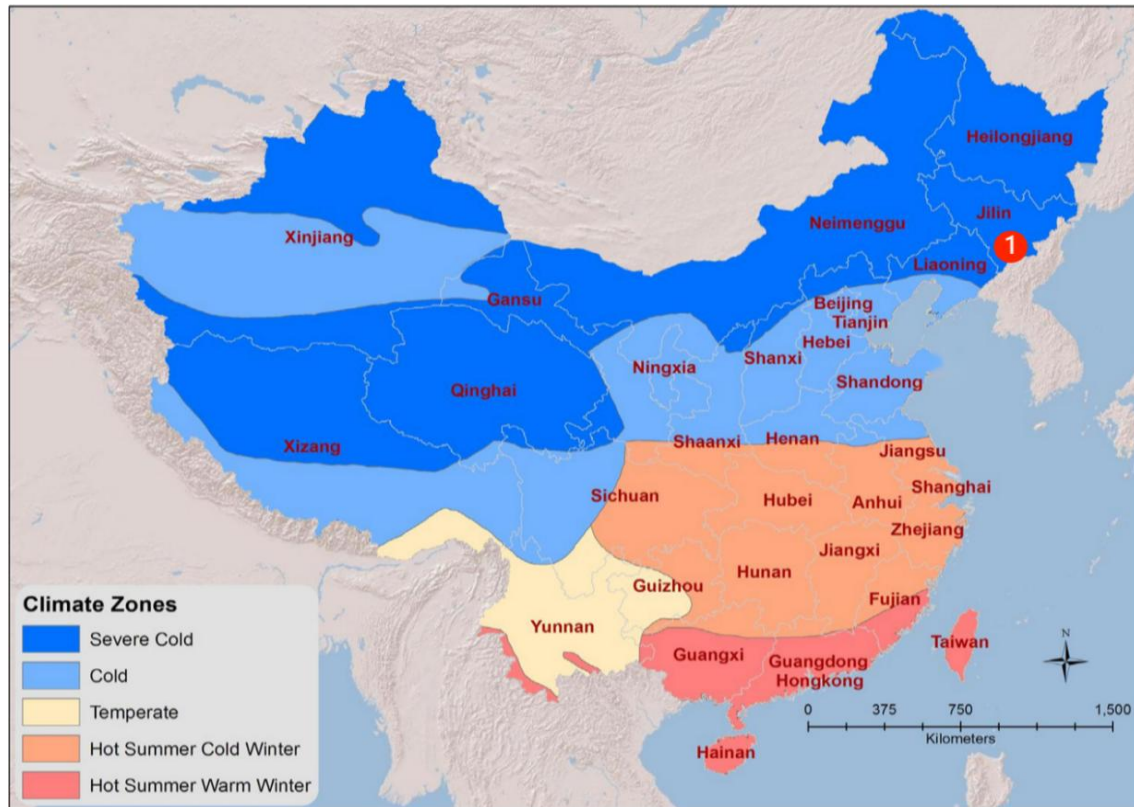 Heilongjiang
Jilin
1
Neimenggu
Xinjiang
Liaoning
Gansu
Beijing
Tianjin
Hebei
Shanxi
Ningxia
Shandong
Qinghai
Shaanxi
Henan
Xizang
Jiangsu
Shanghai
Sichuan
Hubei
Anhui
Zhejiang
Jiangxi
Hunan
Guizhou
Fujian
Yunnan
Taiwan
Guangxi
Guangdong
Hongkong
Hainan
Climate Zones
Severe Cold
Cold
Temperate
Hot Summer Cold Winter
Hot Summer Warm Winter
N
0 375 750 1,500
Kilometers